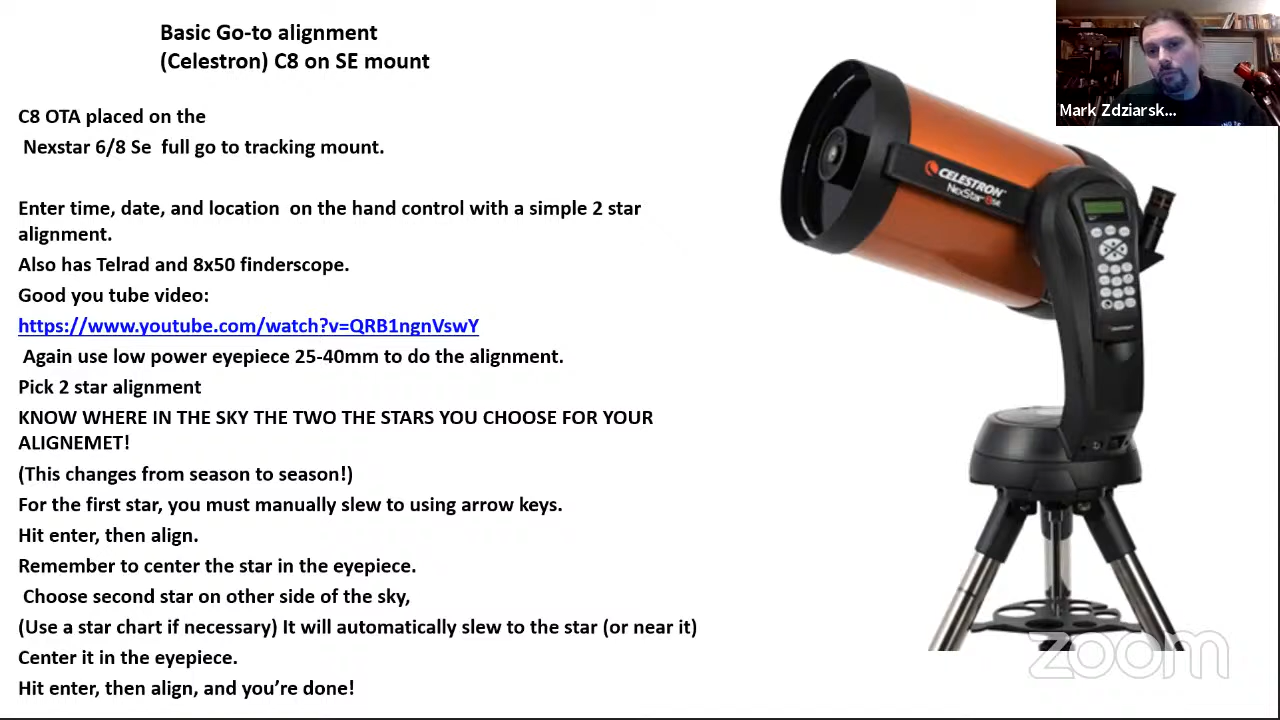 Basic Go-to alignment
(Celestron) C8 on SE mount
Mark Zdziarsk...
C8 OTA placed on the
Nexstar 6/8 Se  full go to tracking mount.
CELESTRON
NexStar 8se
Enter time, date, and location  on the hand control with a simple 2 star
alignment.
Also has Telrad and 8x50 finderscope.
Good you tube video:
https://www.youtube.com/watch?v=QRB1ngnVswY
Again use low power eyepiece 25-40mm to do the alignment.
Pick 2 star alignment
KNOW WHERE IN THE SKY THE TWO THE STARS YOU CHOOSE FOR YOUR
ALIGNEMET!
(This changes from season to season!)
For the first star, you must manually slew to using arrow keys.
Hit enter, then align.
Remember to center the star in the eyepiece.
Choose second star on other side of the sky,
(Use a star chart if necessary) It will automatically slew to the star (or near it)
Center it in the eyepiece.
Hit enter, then align, and you’re done!
zoom